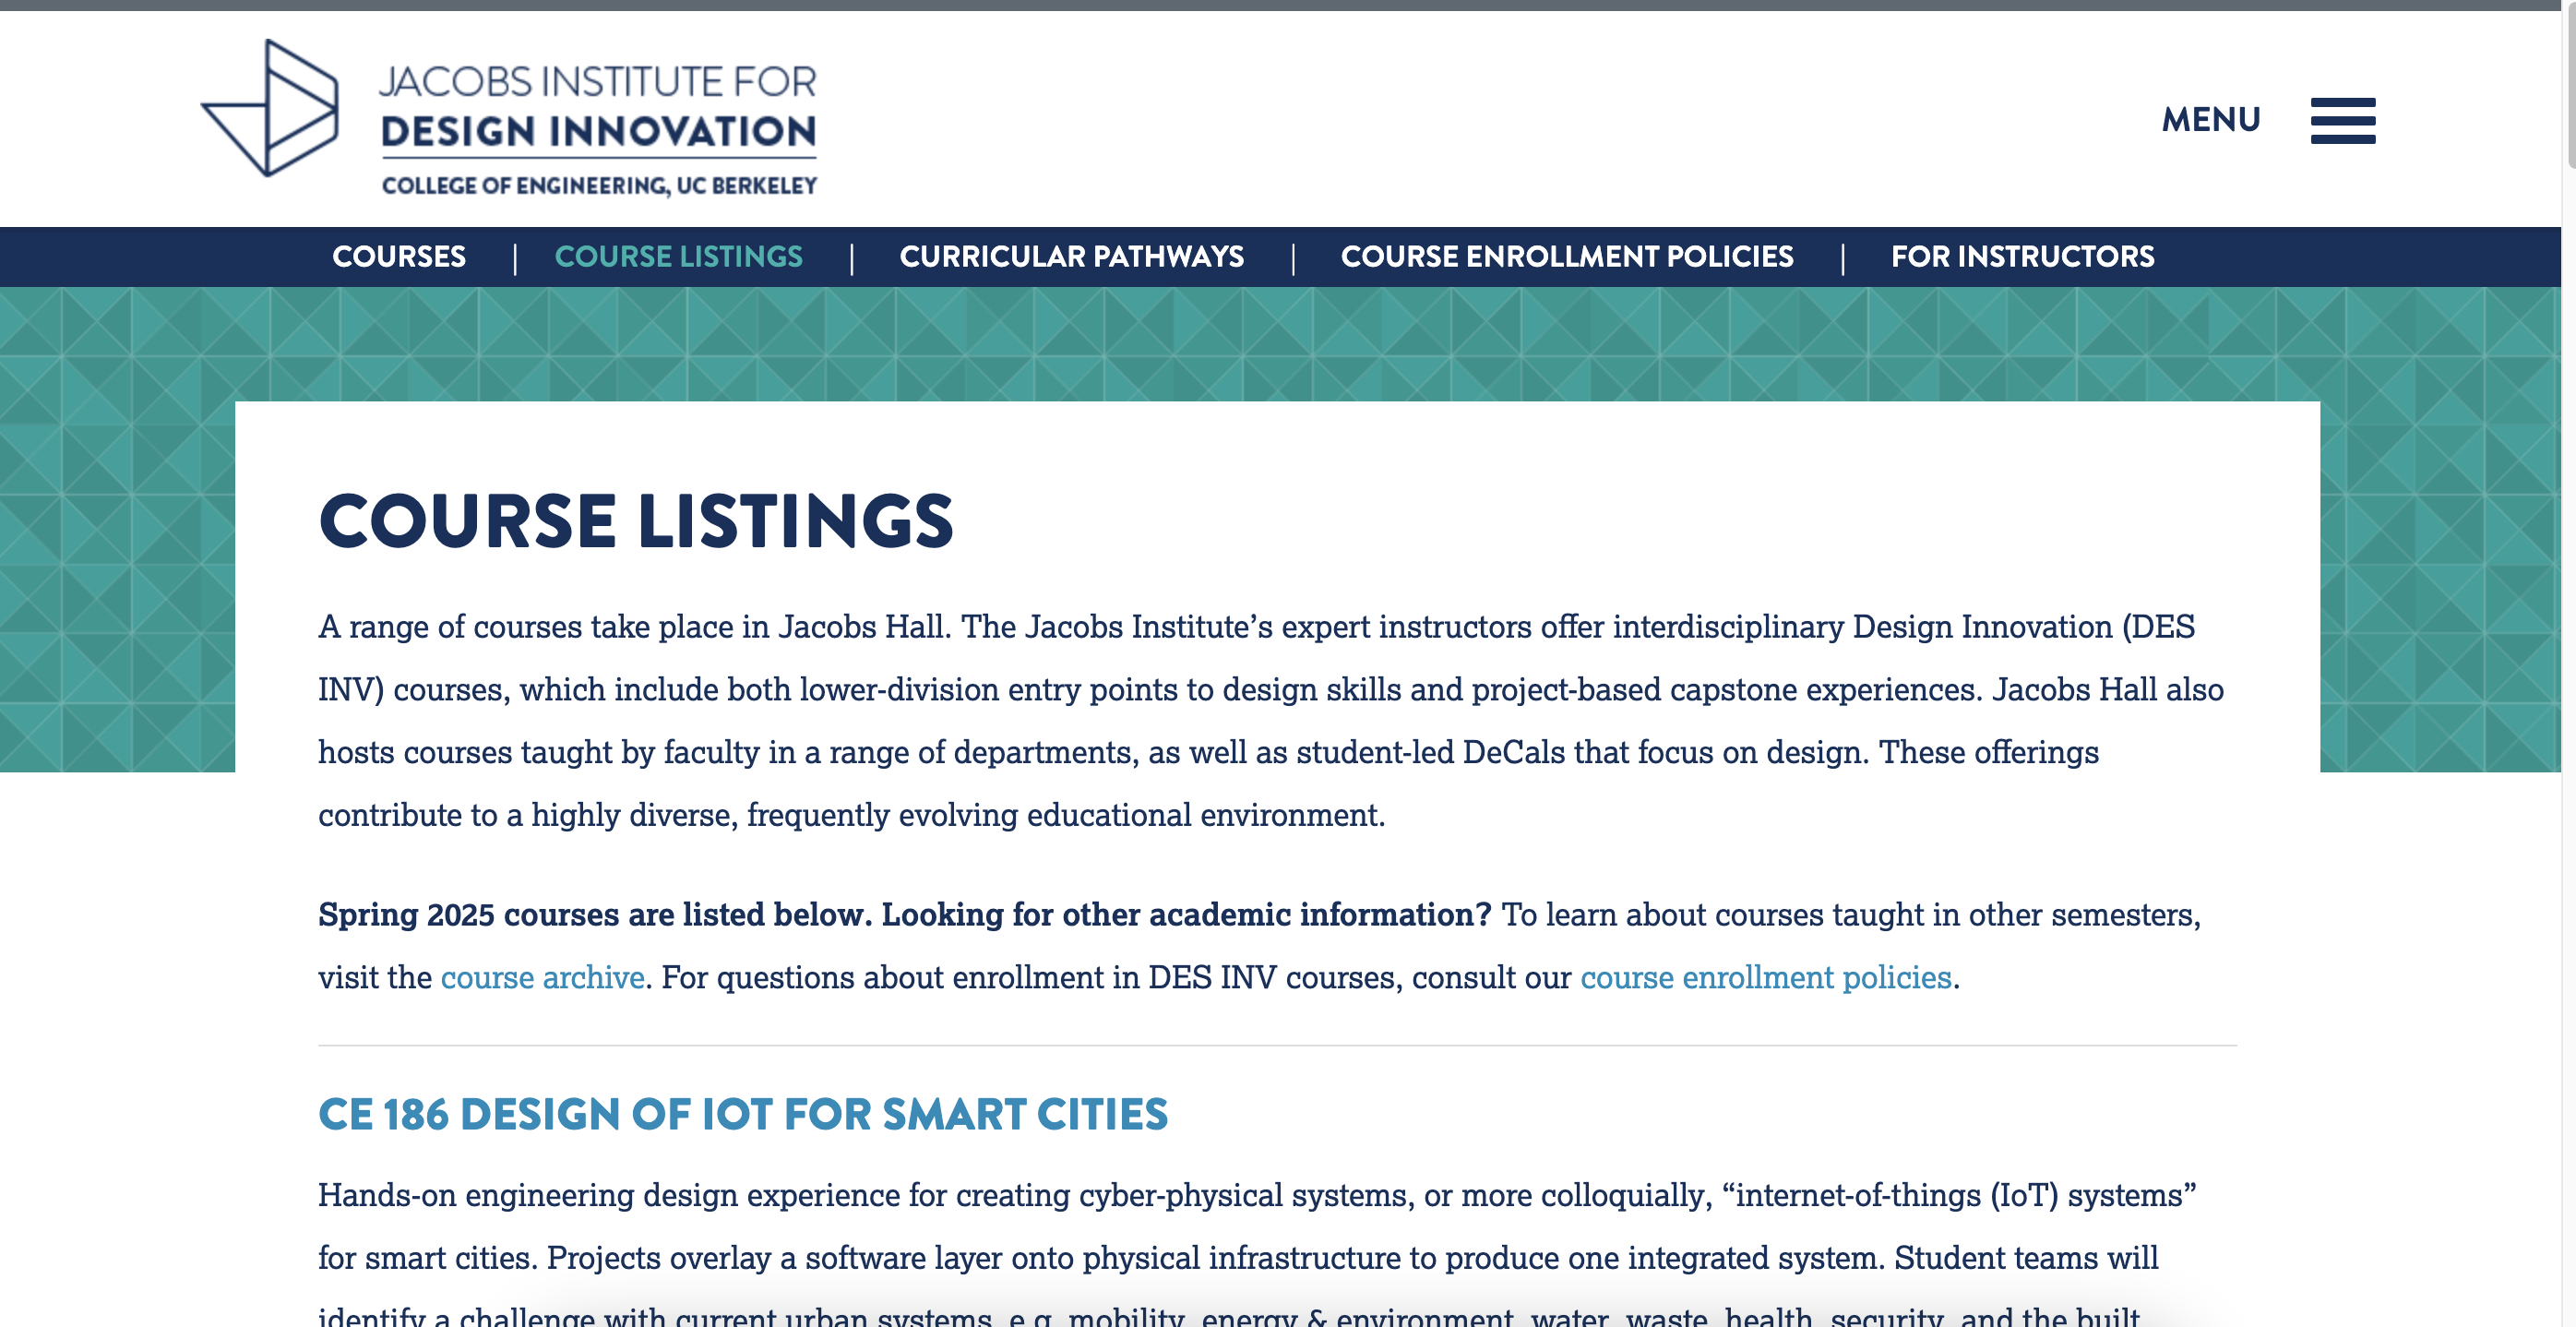 JACOBS INSTITUTE FOR
DESIGN INNOVATION
COLLEGE OF ENGINEERING, UC BERKELEY
MENU
COURSES | COURSE LISTINGS | CURRICULAR PATHWAYS | COURSE ENROLLMENT POLICIES | FOR INSTRUCTORS
COURSE LISTINGS
A range of courses take place in Jacobs Hall. The Jacobs Institute’s expert instructors offer interdisciplinary Design Innovation (DES
INV) courses, which include both lower-division entry points to design skills and project-based capstone experiences. Jacobs Hall also
hosts courses taught by faculty in a range of departments, as well as student-led DeCals that focus on design. These offerings
contribute to a highly diverse, frequently evolving educational environment.
Spring 2025 courses are listed below. Looking for other academic information? To learn about courses taught in other semesters,
visit the course archive. For questions about enrollment in DES INV courses, consult our course enrollment policies.
CE 186 DESIGN OF IOT FOR SMART CITIES
Hands-on engineering design experience for creating cyber-physical systems, or more colloquially, “internet-of-things (IoT) systems”
for smart cities. Projects overlay a software layer onto physical infrastructure to produce one integrated system. Student teams will
identify a challenge with current urban systems, e.g. mobility, energy & environment, water, waste, health, security, and the built